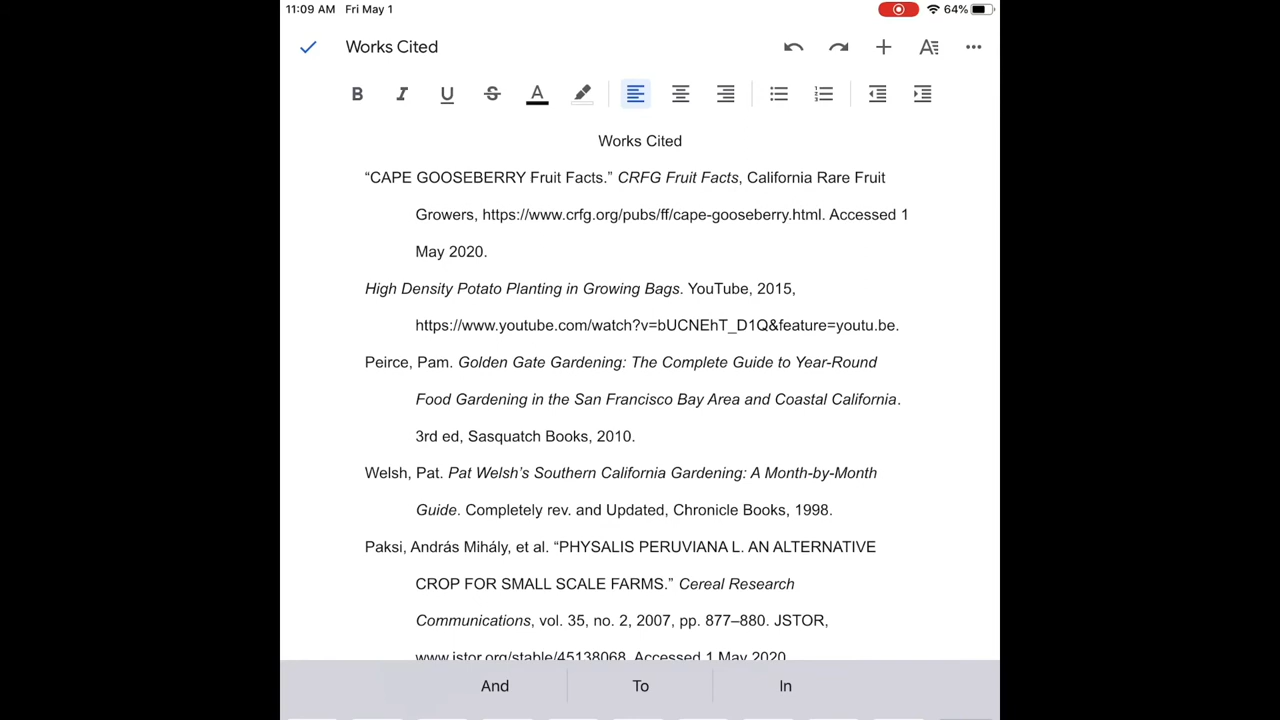 11:09 AM Fri May 1 64%
Works Cited
B I U S A
Works Cited
“CAPE GOOSEBERRY Fruit Facts.” CRFG Fruit Facts, California Rare Fruit
Growers, https://www.crfg.org/pubs/ff/cape-gooseberry.html. Accessed 1
May 2020.
High Density Potato Planting in Growing Bags. YouTube, 2015,
https://www.youtube.com/watch?v=bUCNEhT_D1Q&feature=youtu.be.
Peirce, Pam. Golden Gate Gardening: The Complete Guide to Year-Round
Food Gardening in the San Francisco Bay Area and Coastal California.
3rd ed, Sasquatch Books, 2010.
Welsh, Pat. Pat Welsh’s Southern California Gardening: A Month-by-Month
Guide. Completely rev. and Updated, Chronicle Books, 1998.
Paksi, András Mihály, et al. “PHYSALIS PERUVIANA L. AN ALTERNATIVE
CROP FOR SMALL SCALE FARMS.” Cereal Research
Communications, vol. 35, no. 2, 2007, pp. 877–880. JSTOR,
www.jstor.org/stable/45138068. Accessed 1 May 2020.
And To In